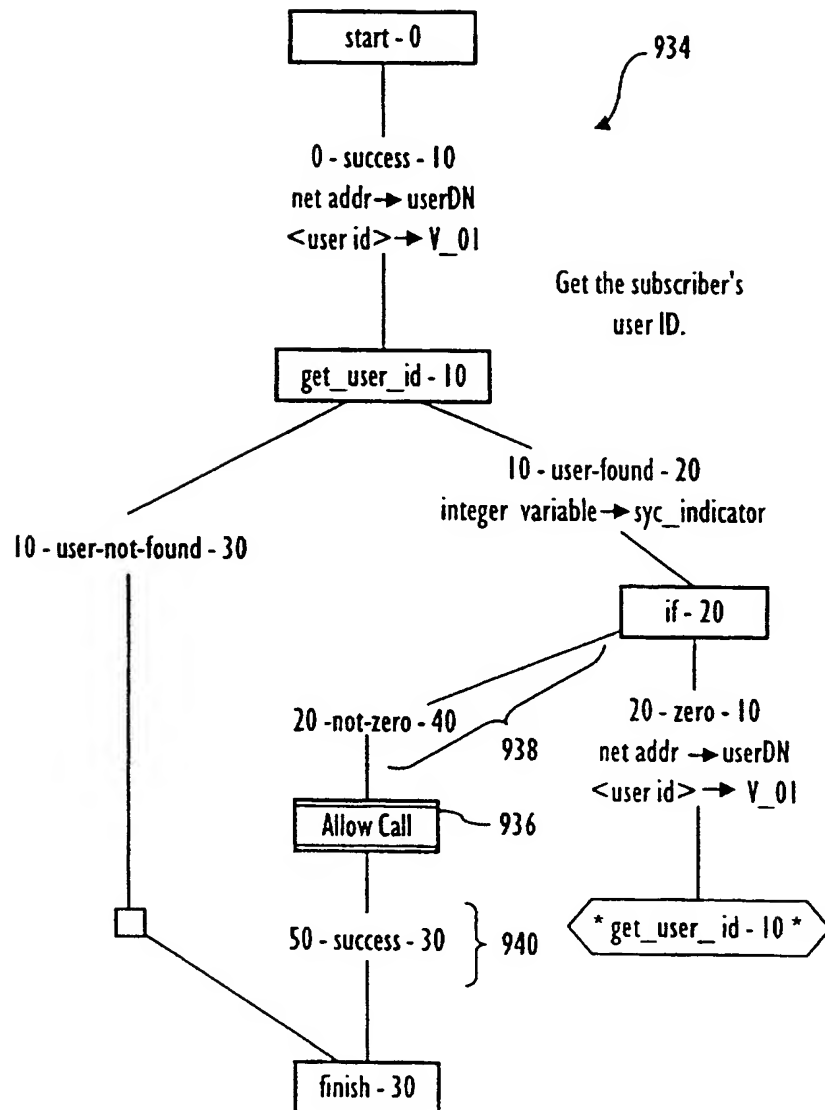 start - 0
934
0 - success - 10
net addr→userDN
<user id>→ V_01
Get the subscriber's
user ID.
get_user_id - 10
10 - user-found - 20
integer variable→ syc_indicator
10 - user-not-found - 30
if - 20
20 -not-zero - 40
938
20 - zero - 10
net addr →userDN
<user id> → V_01
Allow Call
936
50 - success - 30
940
* get_user_ id - 10 *
finish - 30